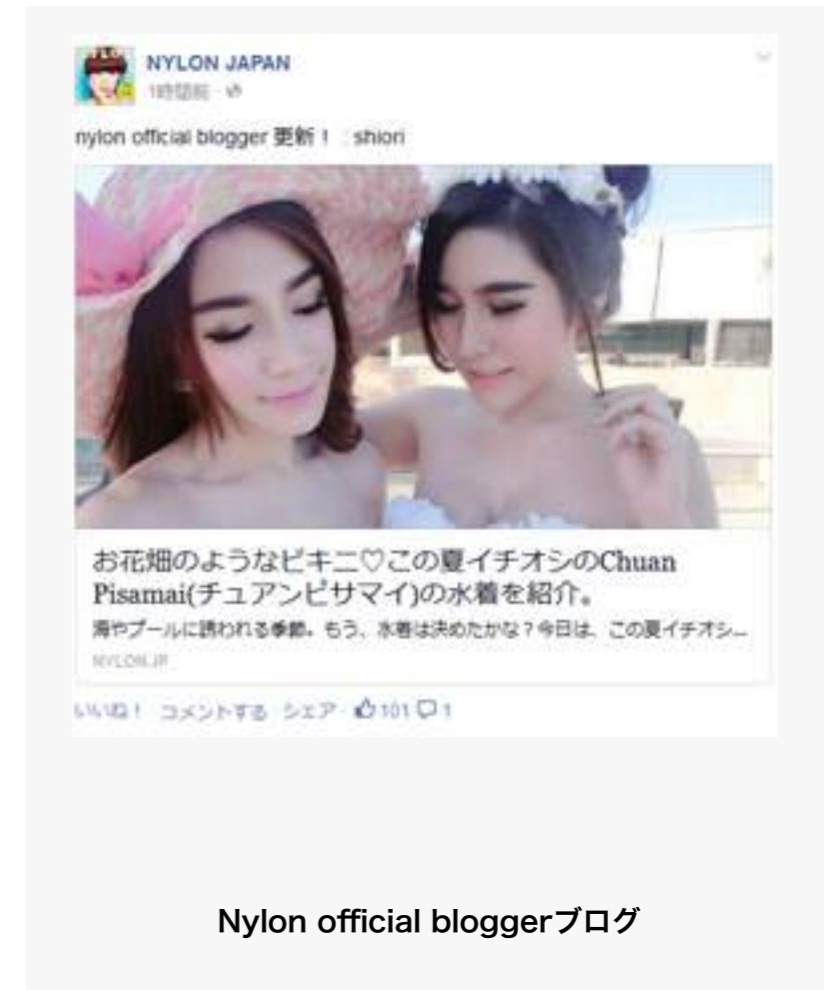 NYLON JAPAN
1時間前
nylon official blogger 更新！ : shiori
お花畑のようなビキニ♡この夏イチオシのChuan
Pisamai(チュアンピサマイ)の水着を紹介。
海やプールに誘われる季節。もう、水着は決めたかな？今日は、この夏イチオシ...
NYLON.JP
いいね！ コメントする シェア 101 1
Nylon official bloggerブログ